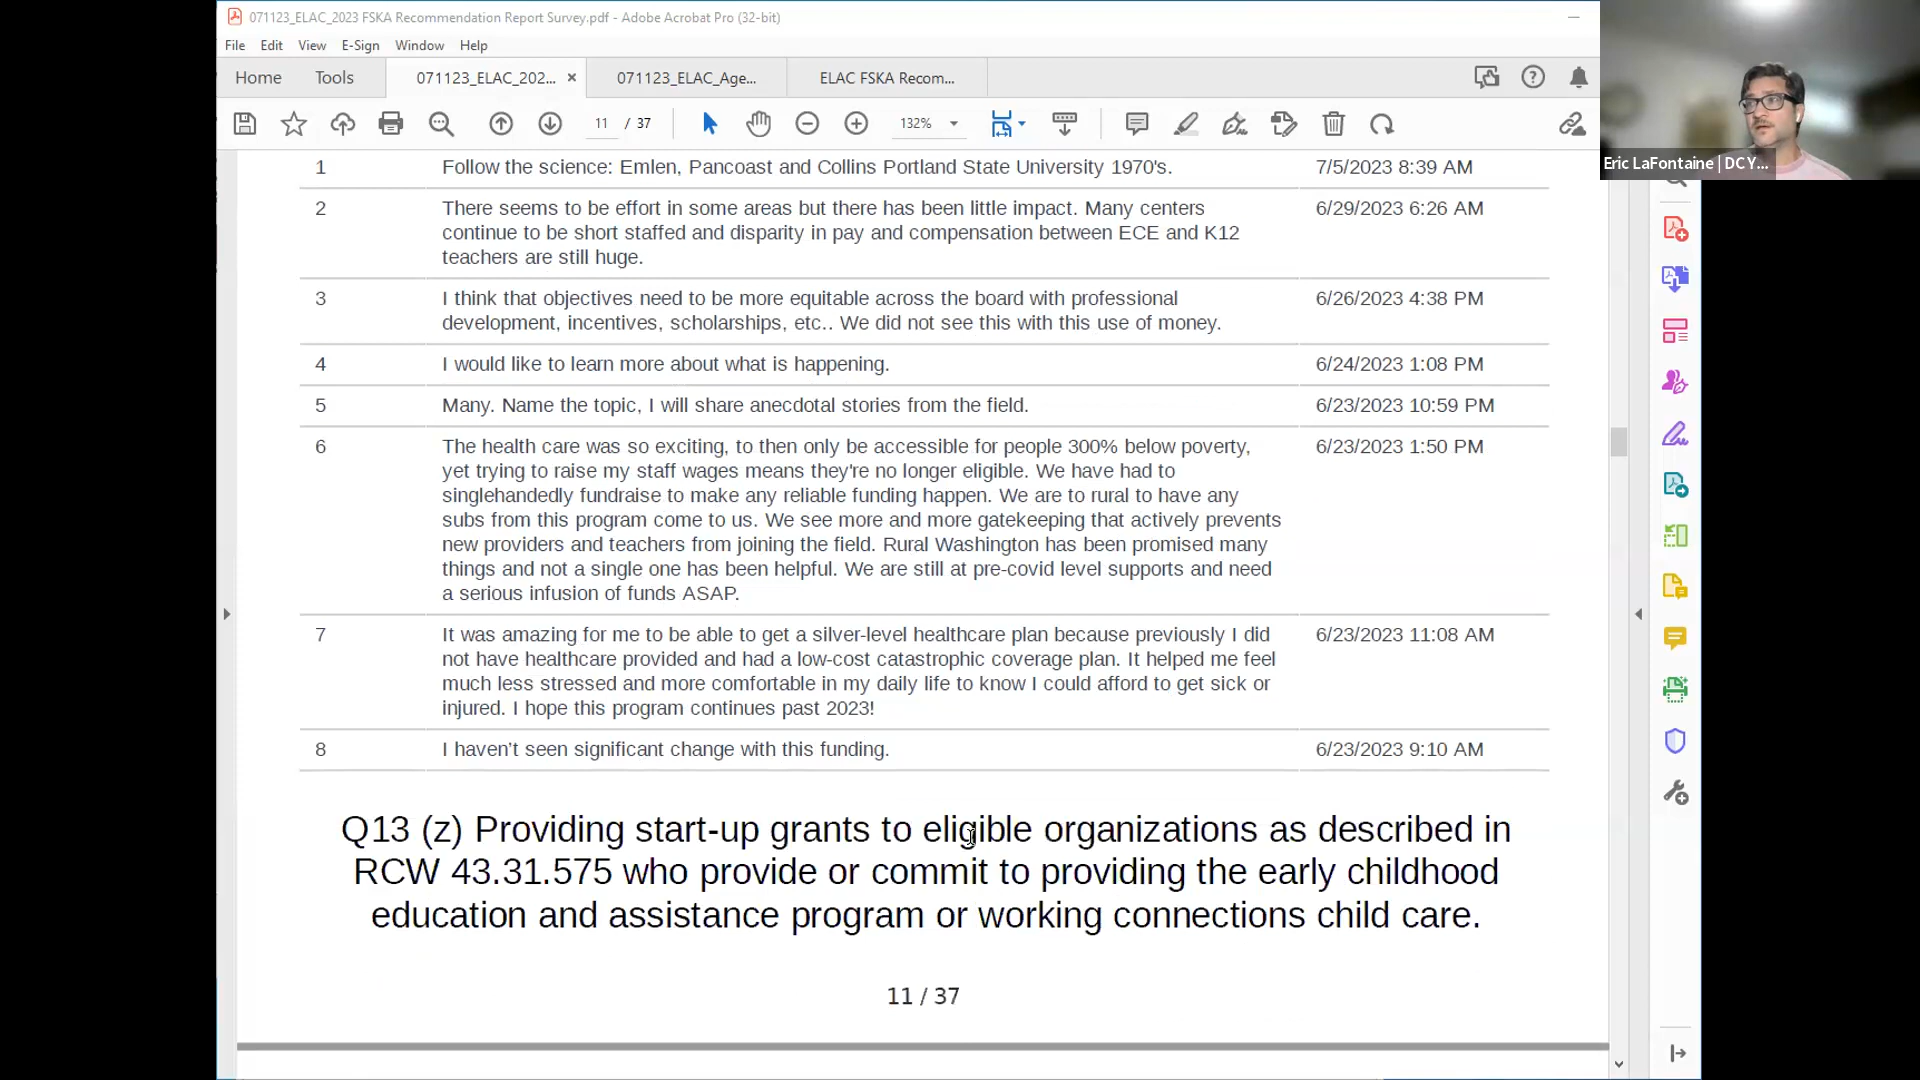 071123_ELAC_2023 FSKA Recommendation Report Survey.pdf - Adobe Acrobat Pro (32-bit)
File Edit View E-Sign Window Help
Home Tools 071123_ELAC_202... × 071123_ELAC_Age... ELAC FSKA Recom...
11 / 37 132%
Eric LaFontaine | DCY...
1 Follow the science: Emlen, Pancoast and Collins Portland State University 1970's. 7/5/2023 8:39 AM
2 There seems to be effort in some areas but there has been little impact. Many centers 6/29/2023 6:26 AM
continue to be short staffed and disparity in pay and compensation between ECE and K12
teachers are still huge.
3 I think that objectives need to be more equitable across the board with professional 6/26/2023 4:38 PM
development, incentives, scholarships, etc.. We did not see this with this use of money.
4 I would like to learn more about what is happening. 6/24/2023 1:08 PM
5 Many. Name the topic, I will share anecdotal stories from the field. 6/23/2023 10:59 PM
6 The health care was so exciting, to then only be accessible for people 300% below poverty, 6/23/2023 1:50 PM
yet trying to raise my staff wages means they're no longer eligible. We have had to
singlehandedly fundraise to make any reliable funding happen. We are to rural to have any
subs from this program come to us. We see more and more gatekeeping that actively prevents
new providers and teachers from joining the field. Rural Washington has been promised many
things and not a single one has been helpful. We are still at pre-covid level supports and need
a serious infusion of funds ASAP.
7 It was amazing for me to be able to get a silver-level healthcare plan because previously I did 6/23/2023 11:08 AM
not have healthcare provided and had a low-cost catastrophic coverage plan. It helped me feel
much less stressed and more comfortable in my daily life to know I could afford to get sick or
injured. I hope this program continues past 2023!
8 I haven't seen significant change with this funding. 6/23/2023 9:10 AM
Q13 (z) Providing start-up grants to eligible organizations as described in
RCW 43.31.575 who provide or commit to providing the early childhood
education and assistance program or working connections child care.
11 / 37